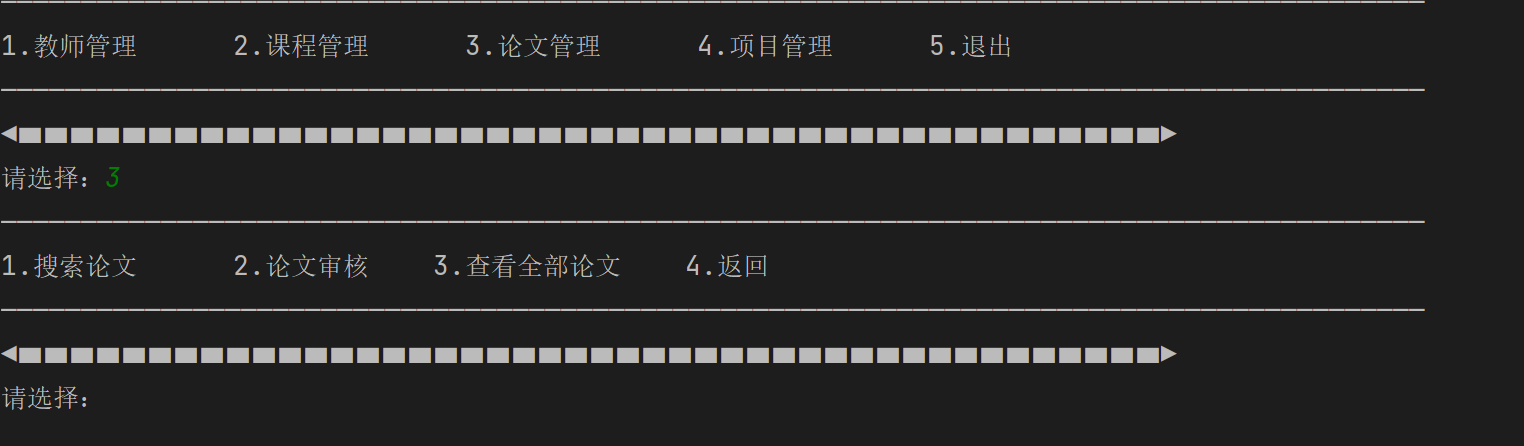 1.教师管理      2.课程管理      3.论文管理      4.项目管理      5.退出
请选择：3
1.搜索论文      2.论文审核    3.查看全部论文    4.返回
请选择：